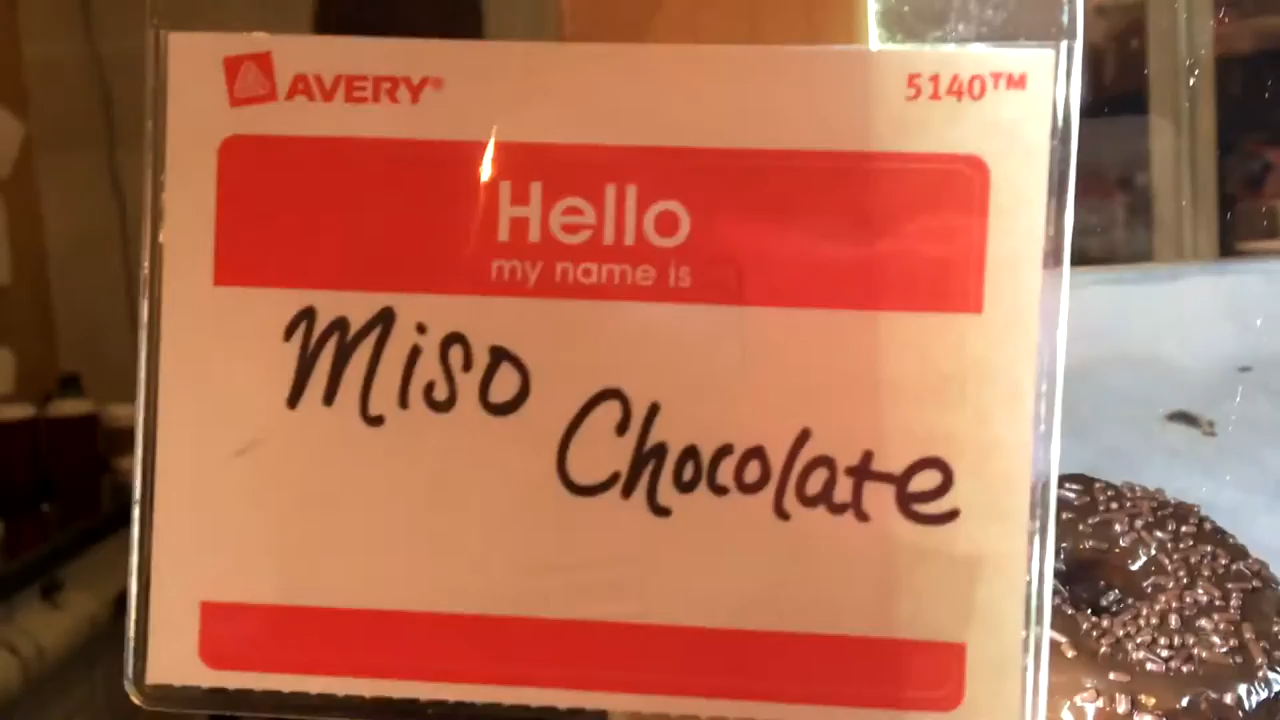 AVERY® 5140™
Hello
my name is
Miso
Chocolate